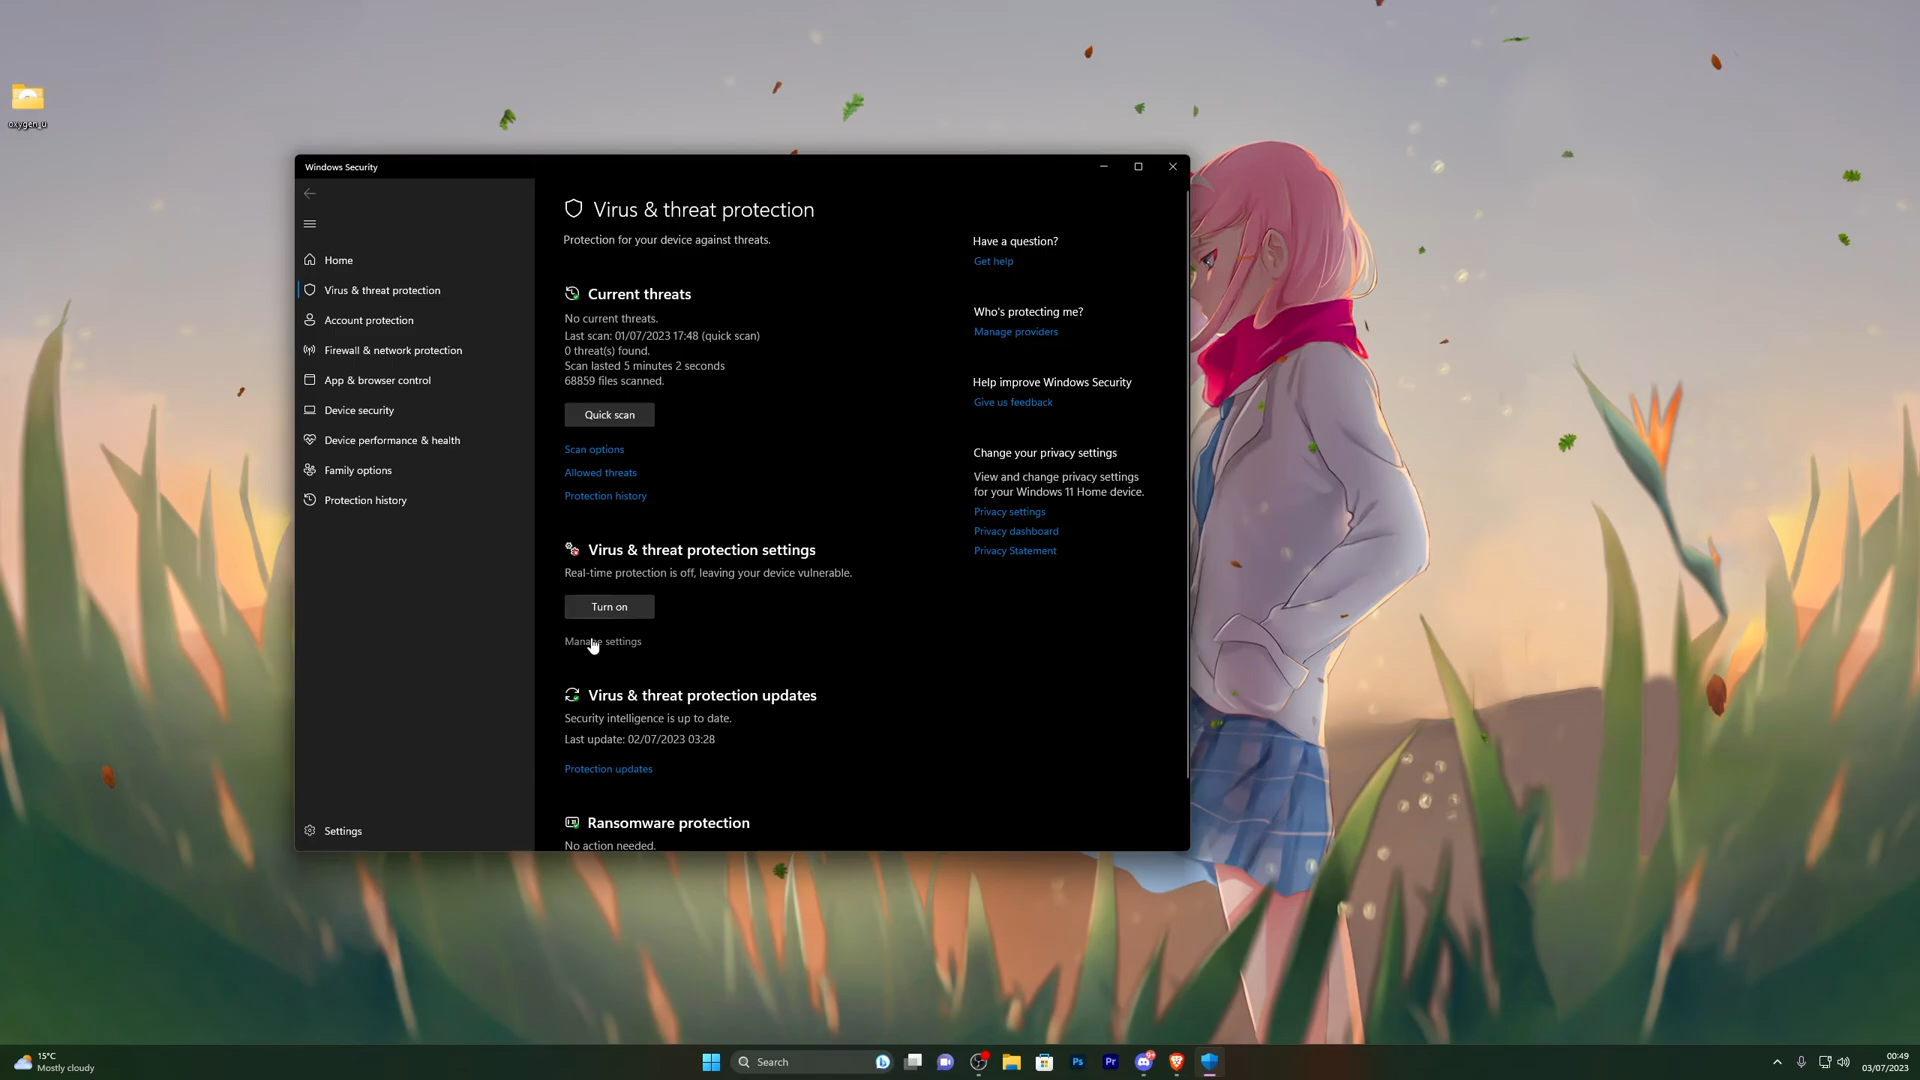 oxygen_u
Windows Security
Home
Virus & threat protection
Account protection
Firewall & network protection
App & browser control
Device security
Device performance & health
Family options
Protection history
Settings
Virus & threat protection
Protection for your device against threats.
Current threats
No current threats.
Last scan: 01/07/2023 17:48 (quick scan)
0 threat(s) found.
Scan lasted 5 minutes 2 seconds
68859 files scanned.
Quick scan
Scan options
Allowed threats
Protection history
Virus & threat protection settings
Real-time protection is off, leaving your device vulnerable.
Turn on
Manage settings
Virus & threat protection updates
Security intelligence is up to date.
Last update: 02/07/2023 03:28
Protection updates
Ransomware protection
No action needed.
Have a question?
Get help
Who's protecting me?
Manage providers
Help improve Windows Security
Give us feedback
Change your privacy settings
View and change privacy settings
for your Windows 11 Home device.
Privacy settings
Privacy dashboard
Privacy Statement
15°C
Mostly cloudy
Search
Ps
Pr
9+
00:49
03/07/2023